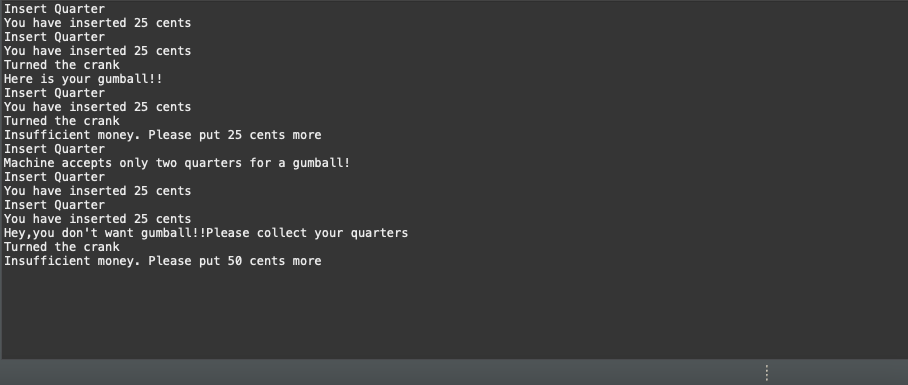 Insert Quarter
You have inserted 25 cents
Insert Quarter
You have inserted 25 cents
Turned the crank
Here is your gumball!!
Insert Quarter
You have inserted 25 cents
Turned the crank
Insufficient money. Please put 25 cents more
Insert Quarter
Machine accepts only two quarters for a gumball!
Insert Quarter
You have inserted 25 cents
Insert Quarter
You have inserted 25 cents
Hey,you don't want gumball!!Please collect your quarters
Turned the crank
Insufficient money. Please put 50 cents more